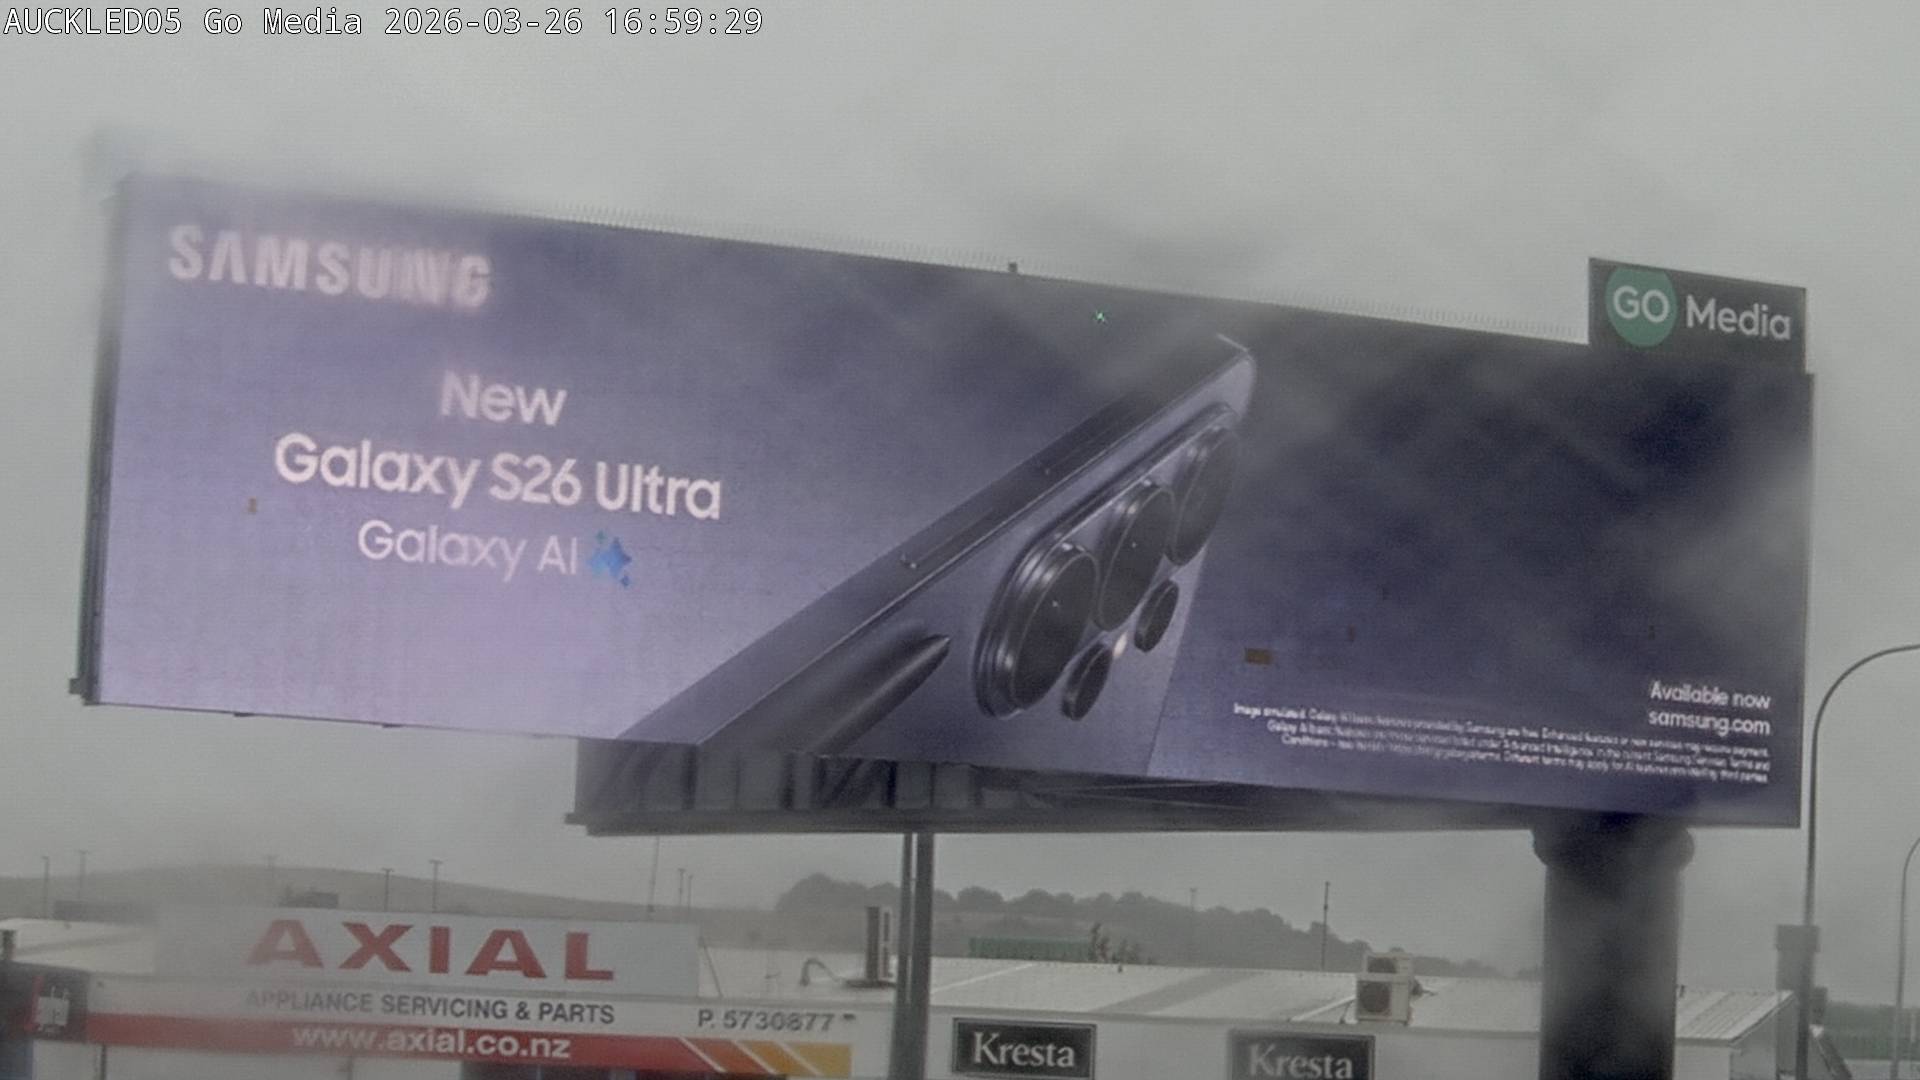 AUCKLED05 Go Media 2026-03-26 16:59:29
SAMSUNG
GO Media
New
Galaxy S26 Ultra
Galaxy AI
Available now
samsung.com
AXIAL
APPLIANCE SERVICING & PARTS
P. 5730877
www.axial.co.nz
Kresta
Kresta